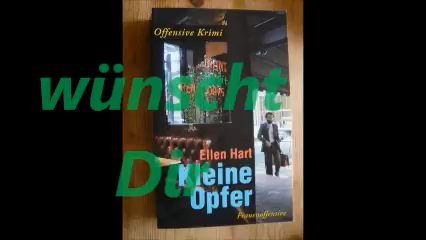 Offensive Krimi
wünscht
Dir
Ellen Hart
Kleine
Opfer
Frauenoffensive